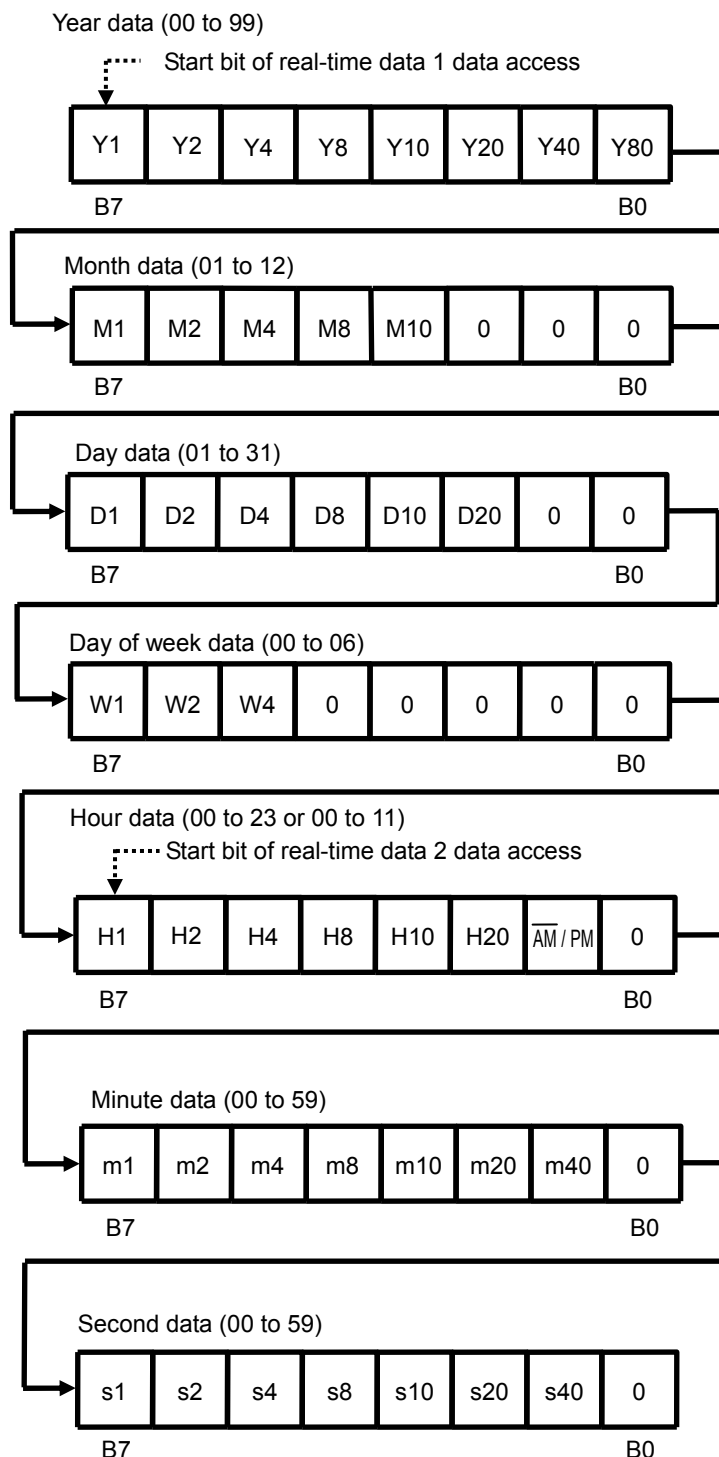 Year data (00 to 99)
Start bit of real-time data 1 data access
Y1 Y2 Y4 Y8 Y10 Y20 Y40 Y80
B7 B0
Month data (01 to 12)
M1 M2 M4 M8 M10 0 0 0
B7 B0
Day data (01 to 31)
D1 D2 D4 D8 D10 D20 0 0
B7 B0
Day of week data (00 to 06)
W1 W2 W4 0 0 0 0 0
B7 B0
Hour data (00 to 23 or 00 to 11)
Start bit of real-time data 2 data access
H1 H2 H4 H8 H10 H20 A̅M̅ / PM 0
B7 B0
Minute data (00 to 59)
m1 m2 m4 m8 m10 m20 m40 0
B7 B0
Second data (00 to 59)
s1 s2 s4 s8 s10 s20 s40 0
B7 B0